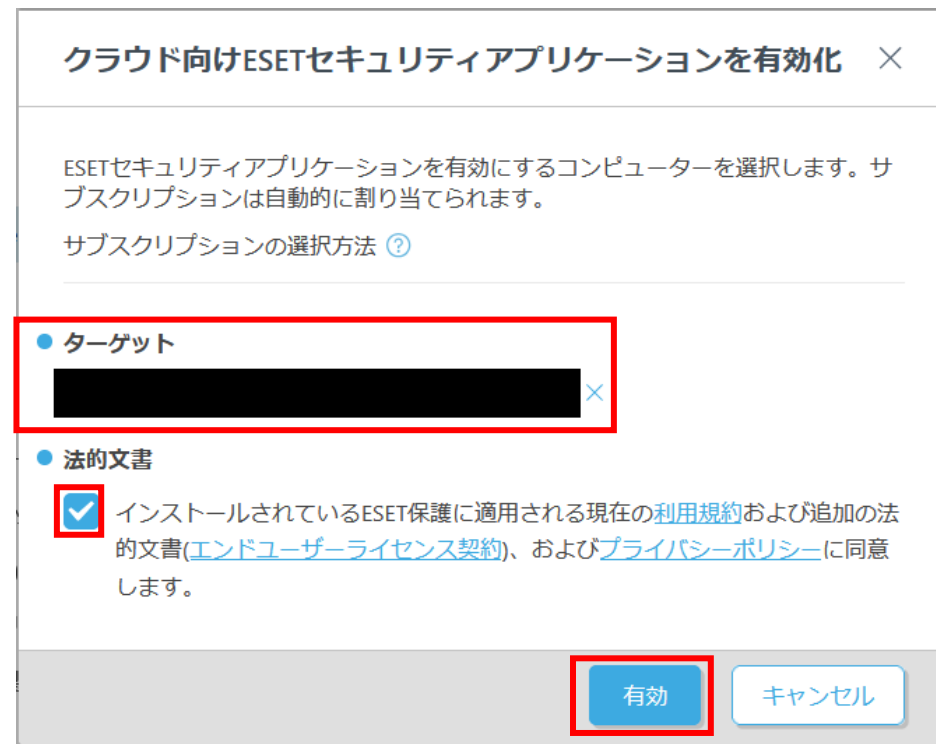 クラウド向けESETセキュリティアプリケーションを有効化
ESETセキュリティアプリケーションを有効にするコンピューターを選択します。サ
ブスクリプションは自動的に割り当てられます。
サブスクリプションの選択方法 ?
ターゲット
法的文書
インストールされているESET保護に適用される現在の利用規約および追加の法
的文書(エンドユーザーライセンス契約)、およびプライバシーポリシーに同意
します。
有効
キャンセル